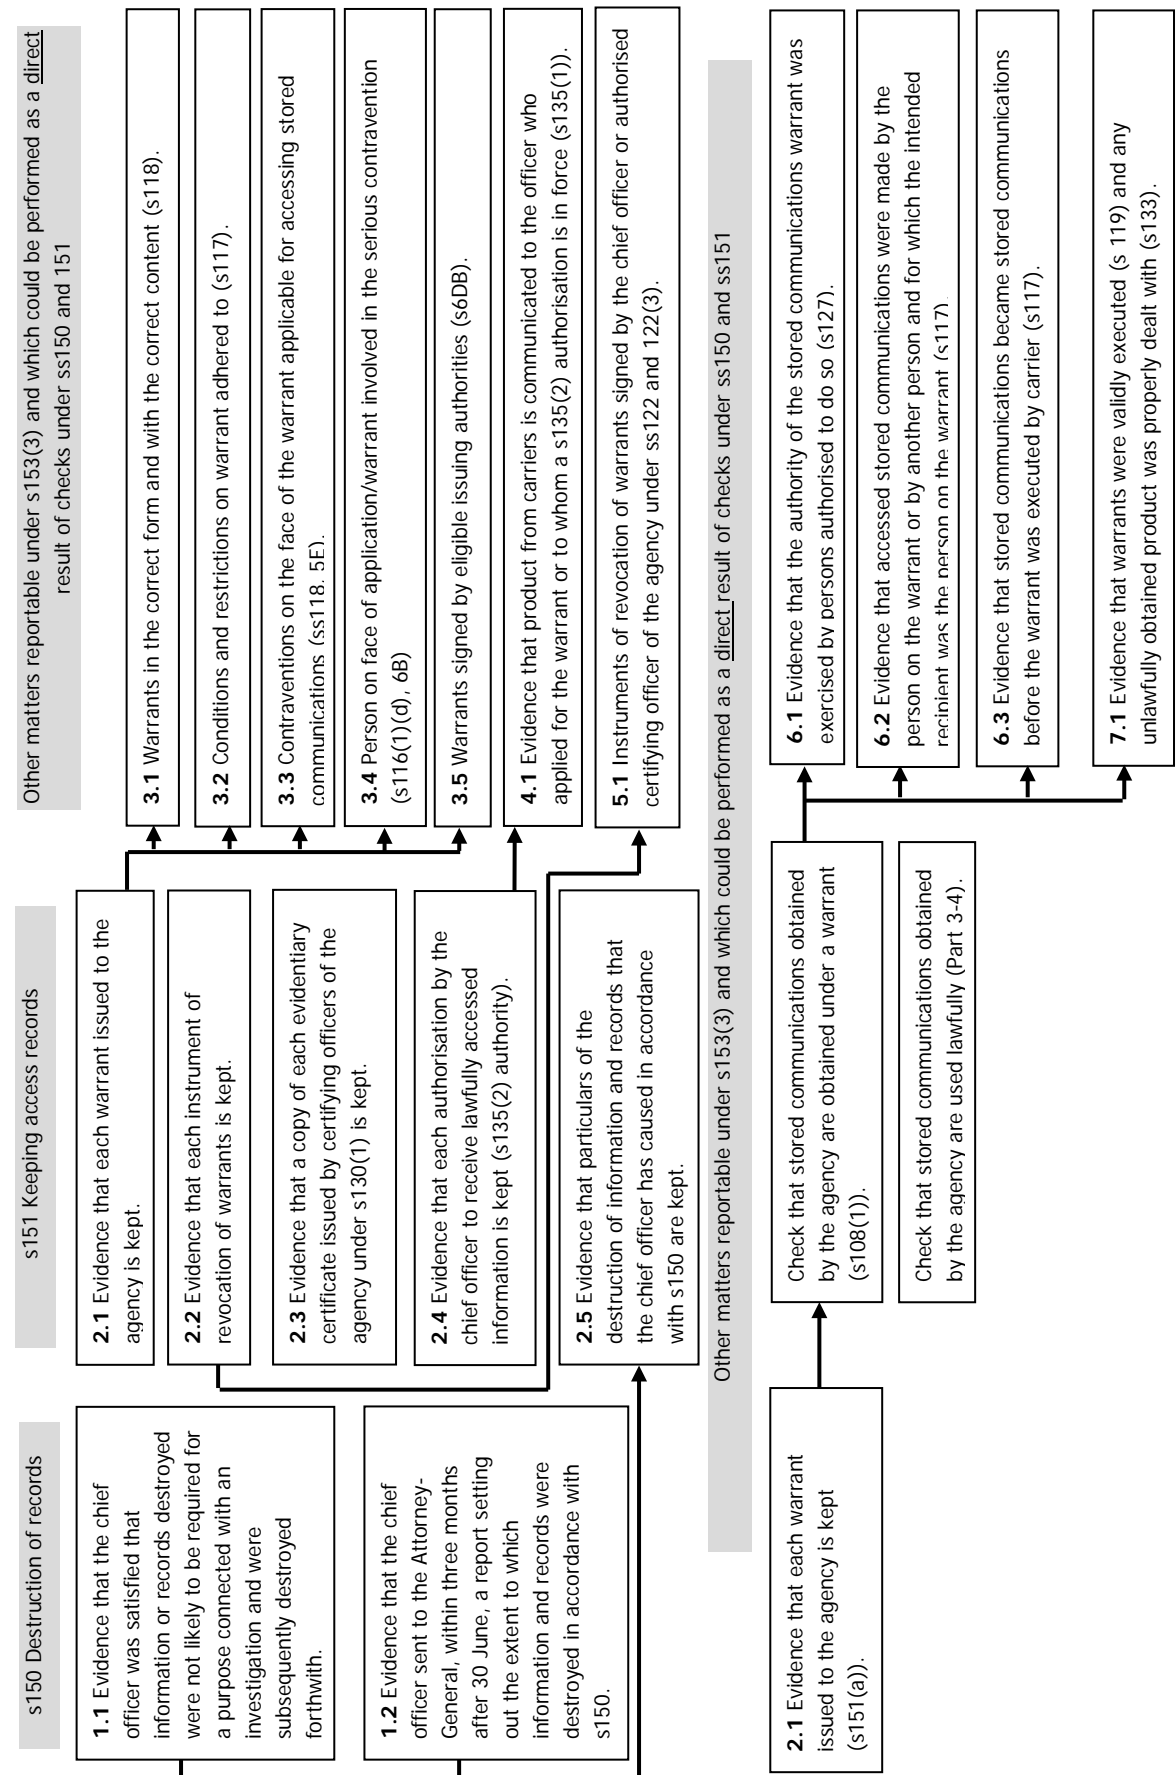 s150 Destruction of records
1.1 Evidence that the chief
officer was satisfied that
information or records destroyed
were not likely to be required for
a purpose connected with an
investigation and were
subsequently destroyed
forthwith.
1.2 Evidence that the chief
officer sent to the Attorney-
General, within three months
after 30 June, a report setting
out the extent to which
information and records were
destroyed in accordance with
s150.
s151 Keeping access records
2.1 Evidence that each warrant issued to the
agency is kept.
2.2 Evidence that each instrument of
revocation of warrants is kept.
2.3 Evidence that a copy of each evidentiary
certificate issued by certifying officers of the
agency under s130(1) is kept.
2.4 Evidence that each authorisation by the
chief officer to receive lawfully accessed
information is kept (s135(2) authority).
2.5 Evidence that particulars of the
destruction of information and records that
the chief officer has caused in accordance
with s150 are kept.
Other matters reportable under s153(3) and which could be performed as a direct
result of checks under ss150 and 151
3.1 Warrants in the correct form and with the correct content (s118).
3.2 Conditions and restrictions on warrant adhered to (s117).
3.3 Contraventions on the face of the warrant applicable for accessing stored
communications (ss118, 5E).
3.4 Person on face of application/warrant involved in the serious contravention
(s116(1)(d), 6B)
3.5 Warrants signed by eligible issuing authorities (s6DB).
4.1 Evidence that product from carriers is communicated to the officer who
applied for the warrant or to whom a s135(2) authorisation is in force (s135(1)).
5.1 Instruments of revocation of warrants signed by the chief officer or authorised
certifying officer of the agency under ss122 and 122(3).
Other matters reportable under s153(3) and which could be performed as a direct result of checks under ss150 and ss151
2.1 Evidence that each warrant
issued to the agency is kept
(s151(a)).
Check that stored communications obtained
by the agency are obtained under a warrant
(s108(1)).
Check that stored communications obtained
by the agency are used lawfully (Part 3-4).
6.1 Evidence that the authority of the stored communications warrant was
exercised by persons authorised to do so (s127).
6.2 Evidence that accessed stored communications were made by the
person on the warrant or by another person and for which the intended
recipient was the person on the warrant (s117).
6.3 Evidence that stored communications became stored communications
before the warrant was executed by carrier (s117).
7.1 Evidence that warrants were validly executed (s 119) and any
unlawfully obtained product was properly dealt with (s133).